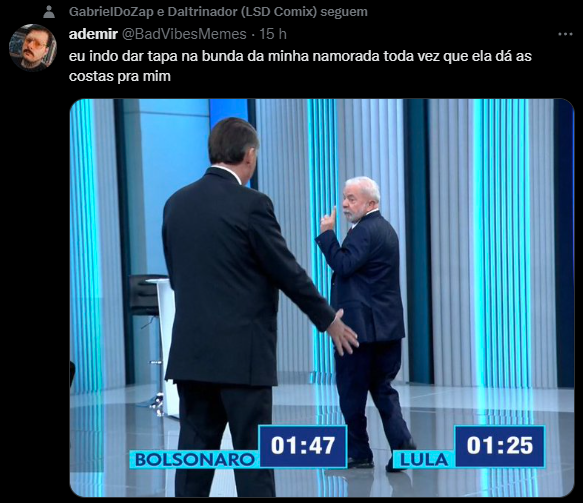 GabrielDoZap e Daltrinador (LSD Comix) seguem
ademir @BadVibesMemes · 15 h
eu indo dar tapa na bunda da minha namorada toda vez que ela dá as
costas pra mim
01:47
01:25
BOLSONARO
LULA